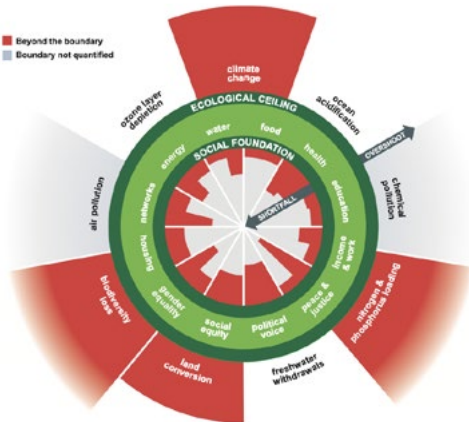 Beyond the boundary
Boundary not quantified
climate
change
ozone layer
depletion
ocean
acidification
ECOLOGICAL CEILING
OVERSHOOT
water
food
energy
health
SOCIAL FOUNDATION
SHORTFALL
air pollution
networks
education
chemical
pollution
housing
income
& work
gender
equality
peace &
justice
social
equity
political
voice
biodiversity
loss
nitrogen &
phosphorus loading
land
conversion
freshwater
withdrawals